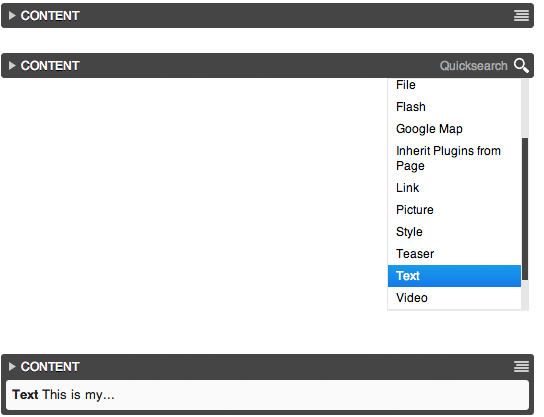 CONTENT
CONTENT Quicksearch
File
Flash
Google Map
Inherit Plugins from
Page
Link
Picture
Style
Teaser
Text
Video
CONTENT
Text This is my...